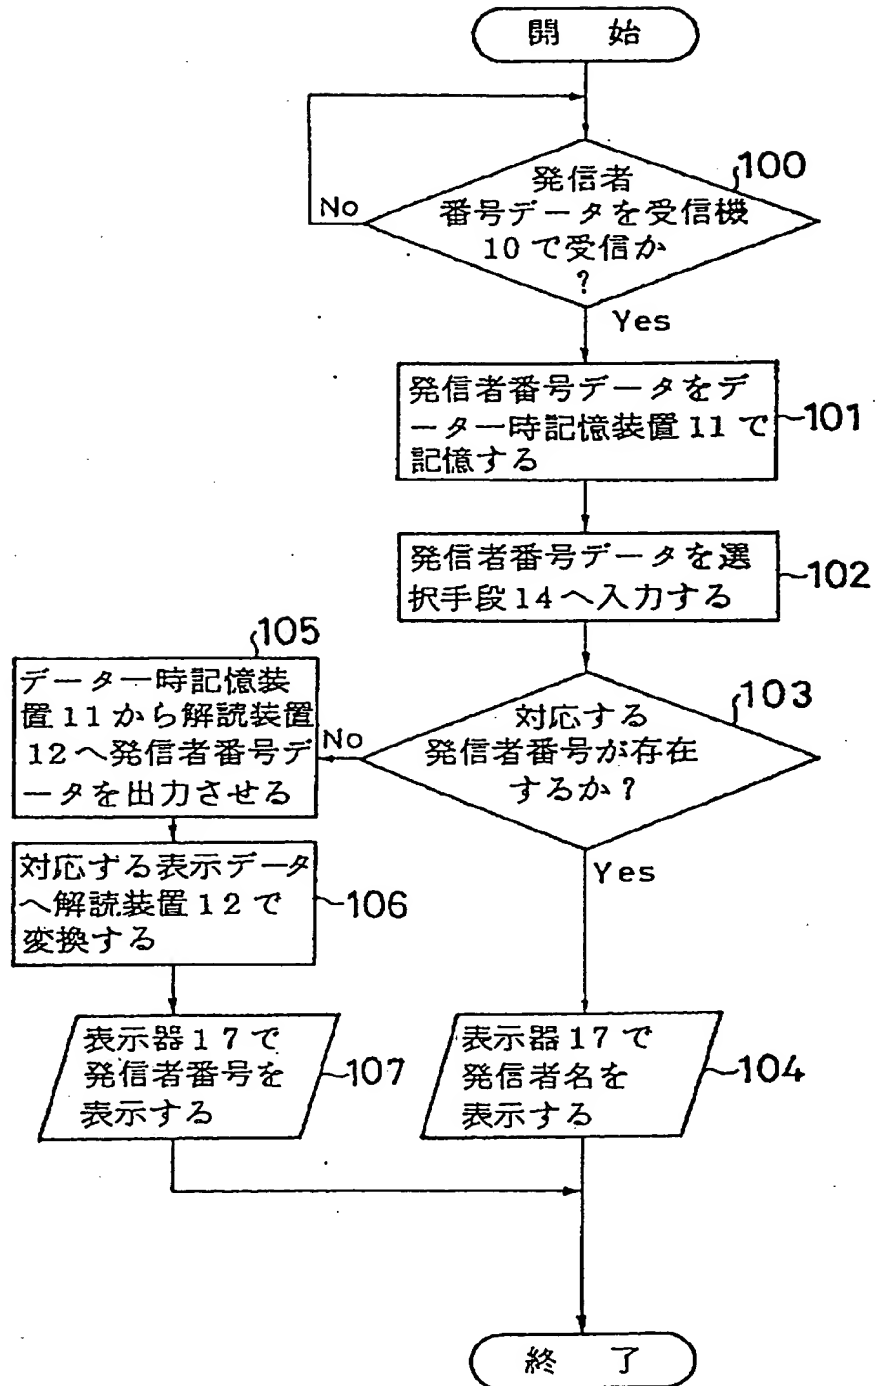 開 始
100
発信者
番号データを受信機
10で受信か
?
No
Yes
発信者番号データをデ
ータ一時記憶装置11で
記憶する
101
発信者番号データを選
択手段14へ入力する
102
103
対応する
発信者番号が存在
するか?
No
Yes
105
データ一時記憶装
置11から解読装置
12へ発信者番号デ
ータを出力させる
対応する表示データ
へ解読装置12で
変換する
106
表示器17で
発信者番号を
表示する
107
表示器17で
発信者名を
表示する
104
終 了